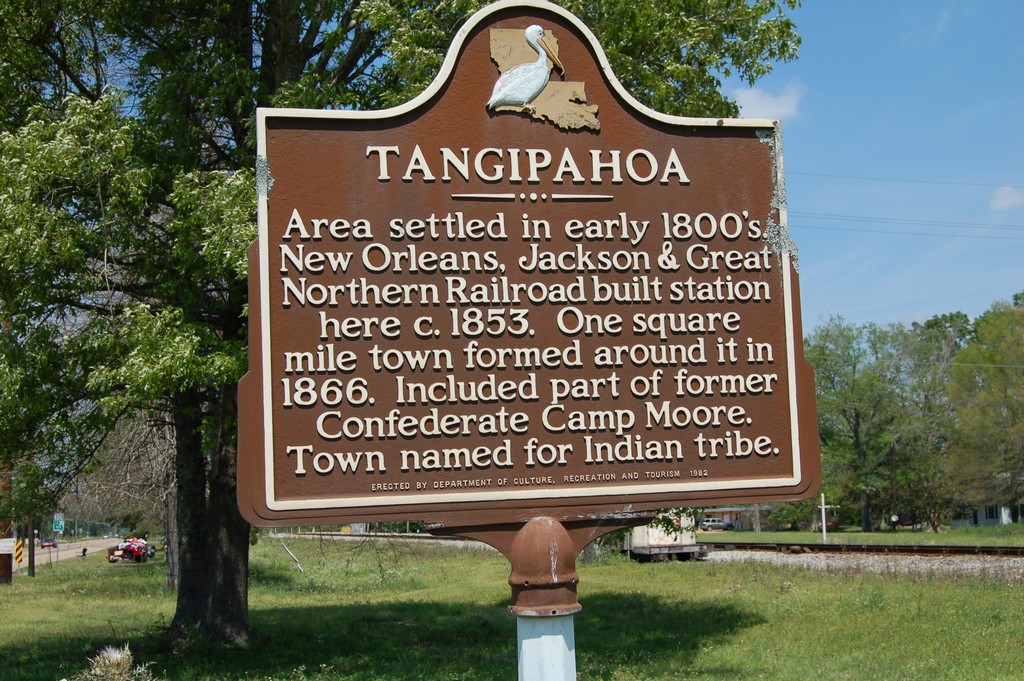 TANGIPAHOA
Area settled in early 1800's.
New Orleans, Jackson & Great
Northern Railroad built station
here c. 1853. One square
mile town formed around it in
1866. Included part of former
Confederate Camp Moore.
Town named for Indian tribe.
ERECTED BY DEPARTMENT OF CULTURE, RECREATION AND TOURISM 1982